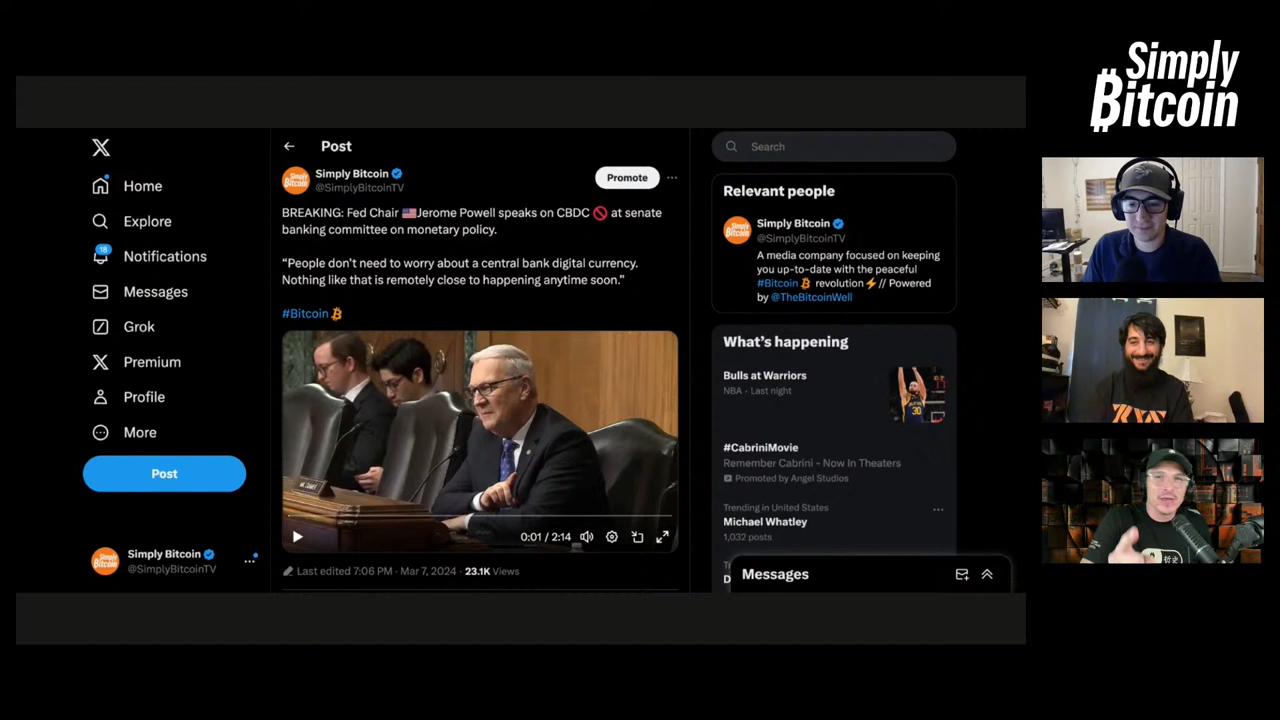 Simply
Bitcoin
Post
Search
Home
Explore
18
Notifications
Messages
Grok
Premium
Profile
More
Post
Simply Bitcoin
@SimplyBitcoinTV
Simply Bitcoin
@SimplyBitcoinTV
Promote
BREAKING: Fed Chair 🇺🇸Jerome Powell speaks on CBDC 🚫 at senate
banking committee on monetary policy.
“People don’t need to worry about a central bank digital currency.
Nothing like that is remotely close to happening anytime soon.”
#Bitcoin
0:01 / 2:14
Last edited 7:06 PM · Mar 7, 2024 · 23.1K Views
Relevant people
Simply Bitcoin
@SimplyBitcoinTV
A media company focused on keeping
you up-to-date with the peaceful
#Bitcoin revolution⚡// Powered
by @TheBitcoinWell
What’s happening
Bulls at Warriors
NBA · Last night
30
#CabriniMovie
Remember Cabrini – Now In Theaters
Promoted by Angel Studios
Trending in United States
Michael Whatley
1,032 posts
Messages